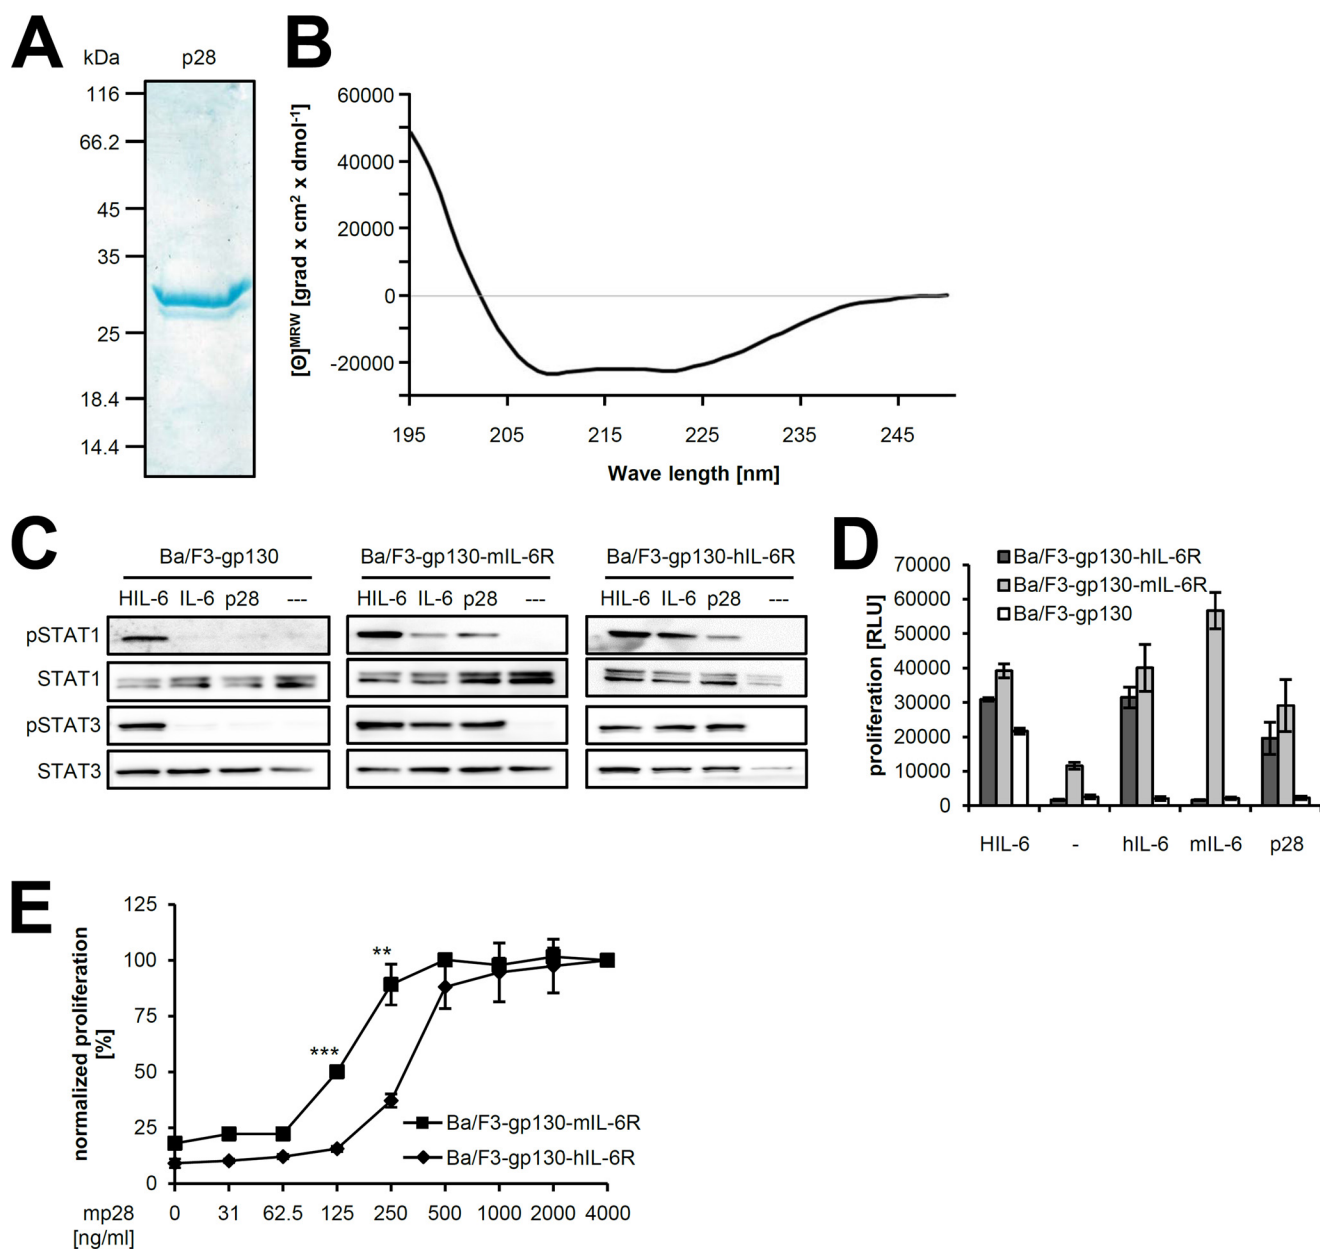 A
kDa
p28
116
66.2
45
35
25
18.4
14.4
B
[Θ]MRW [grad x cm² x dmol⁻¹]
60000
40000
20000
0
-20000
195 205 215 225 235 245
Wave length [nm]
C
Ba/F3-gp130 Ba/F3-gp130-mIL-6R Ba/F3-gp130-hIL-6R
HIL-6 IL-6 p28 --- HIL-6 IL-6 p28 --- HIL-6 IL-6 p28 ---
pSTAT1
STAT1
pSTAT3
STAT3
D
proliferation [RLU]
70000
60000
50000
40000
30000
20000
10000
0
Ba/F3-gp130-hIL-6R
Ba/F3-gp130-mIL-6R
Ba/F3-gp130
HIL-6 - hIL-6 mIL-6 p28
E
normalized proliferation
[%]
125
100
75
50
25
0
**
***
Ba/F3-gp130-mIL-6R
Ba/F3-gp130-hIL-6R
mp28 0 31 62.5 125 250 500 1000 2000 4000
[ng/ml]